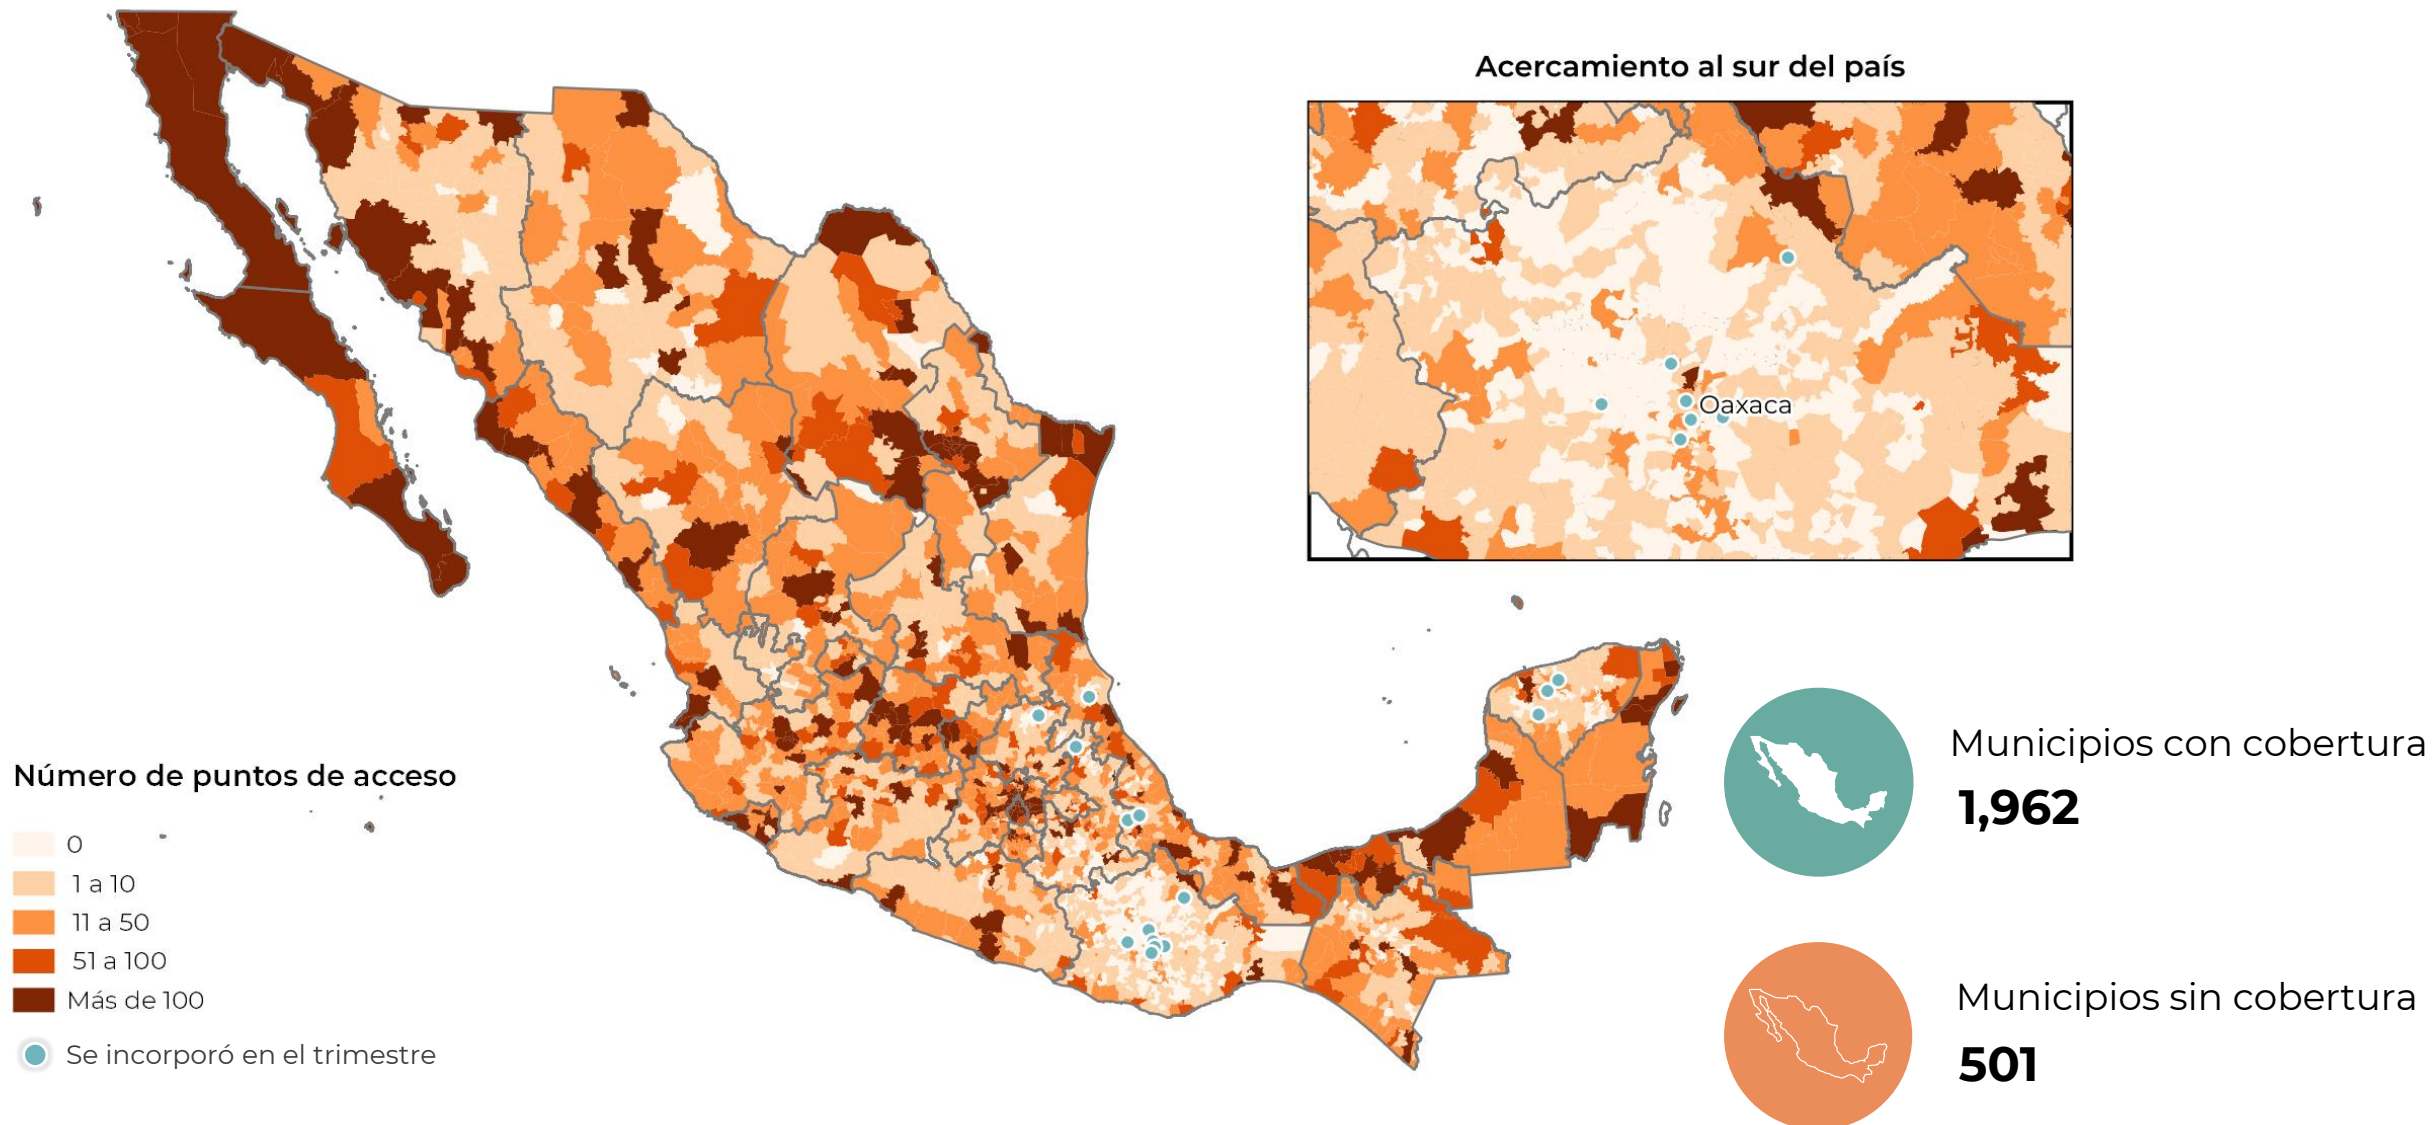 Acercamiento al sur del país
Oaxaca
Número de puntos de acceso
0
1 a 10
11 a 50
51 a 100
Más de 100
Se incorporó en el trimestre
Municipios con cobertura
1,962
Municipios sin cobertura
501